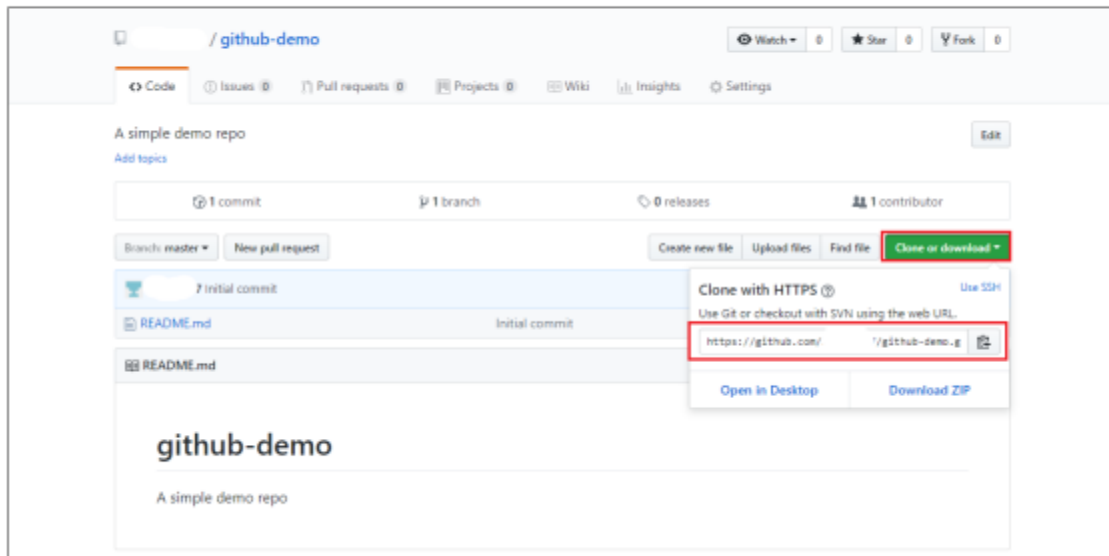 / github-demo
Watch 0 Star 0 Fork 0
Code Issues 0 Pull requests 0 Projects 0 Wiki Insights Settings
A simple demo repo
Edit
Add topics
1 commit 1 branch 0 releases 1 contributor
Branch: master New pull request Create new file Upload files Find file Clone or download
Initial commit
README.md Initial commit
Clone with HTTPS Use SSH
Use Git or checkout with SVN using the web URL.
https://github.com/ '/github-demo.g
Open in Desktop Download ZIP
README.md
github-demo
A simple demo repo